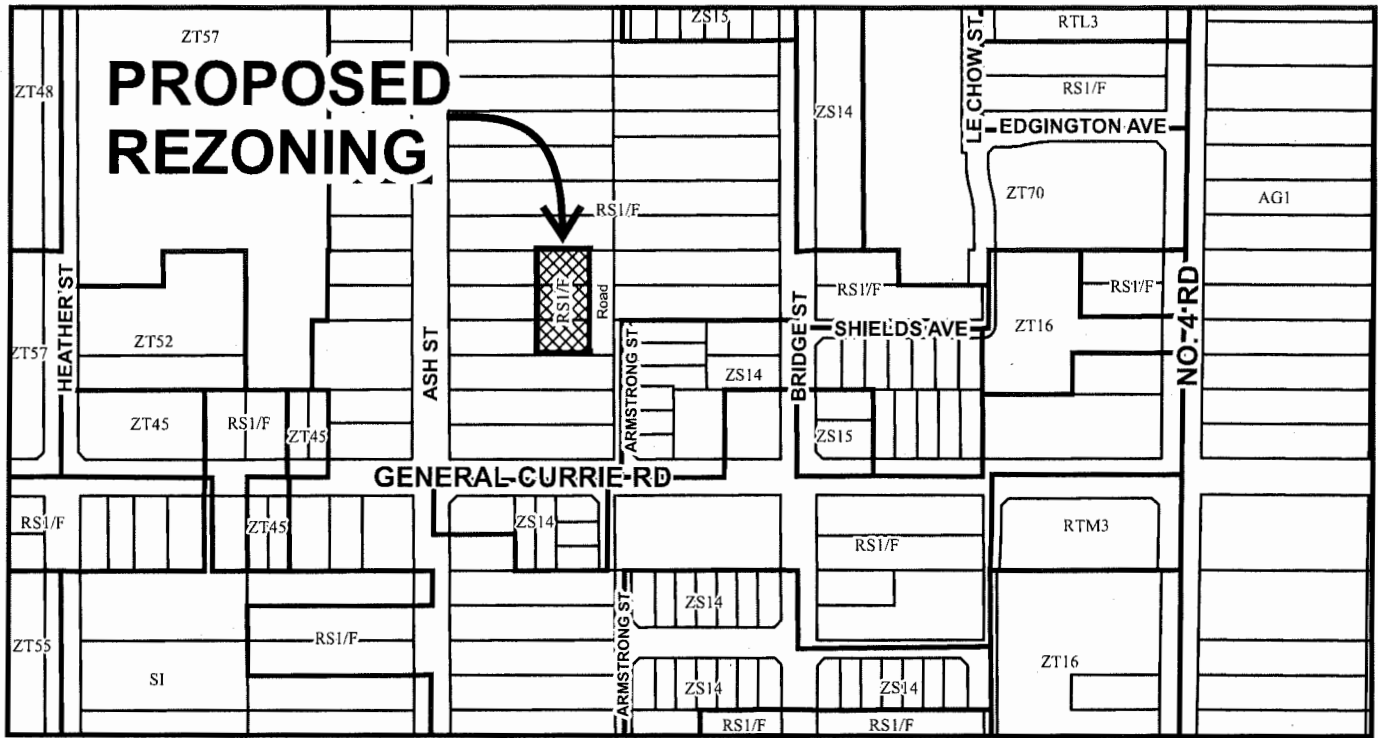 ZS15
RTL3
ZT57
PROPOSED
REZONING
ZT48
LE CHOW ST
RS1/F
ZS14
EDGINGTON AVE
ZT70
AG1
RS1/F
HEATHER ST
RS1/F
Road
RS1/F
RS1/F
NO. 4 RD
BRIDGE ST
SHIELDS AVE
ZT16
ZT57
ZT52
ASH ST
ARMSTRONG ST
ZS14
ZT45
RS1/F
ZT45
ZS15
GENERAL CURRIE RD
RS1/F
ZT45
ZS14
RS1/F
RTM3
ZS14
ARMSTRONG ST
RS1/F
ZT55
SI
ZT16
ZS14
ZS14
RS1/F
RS1/F